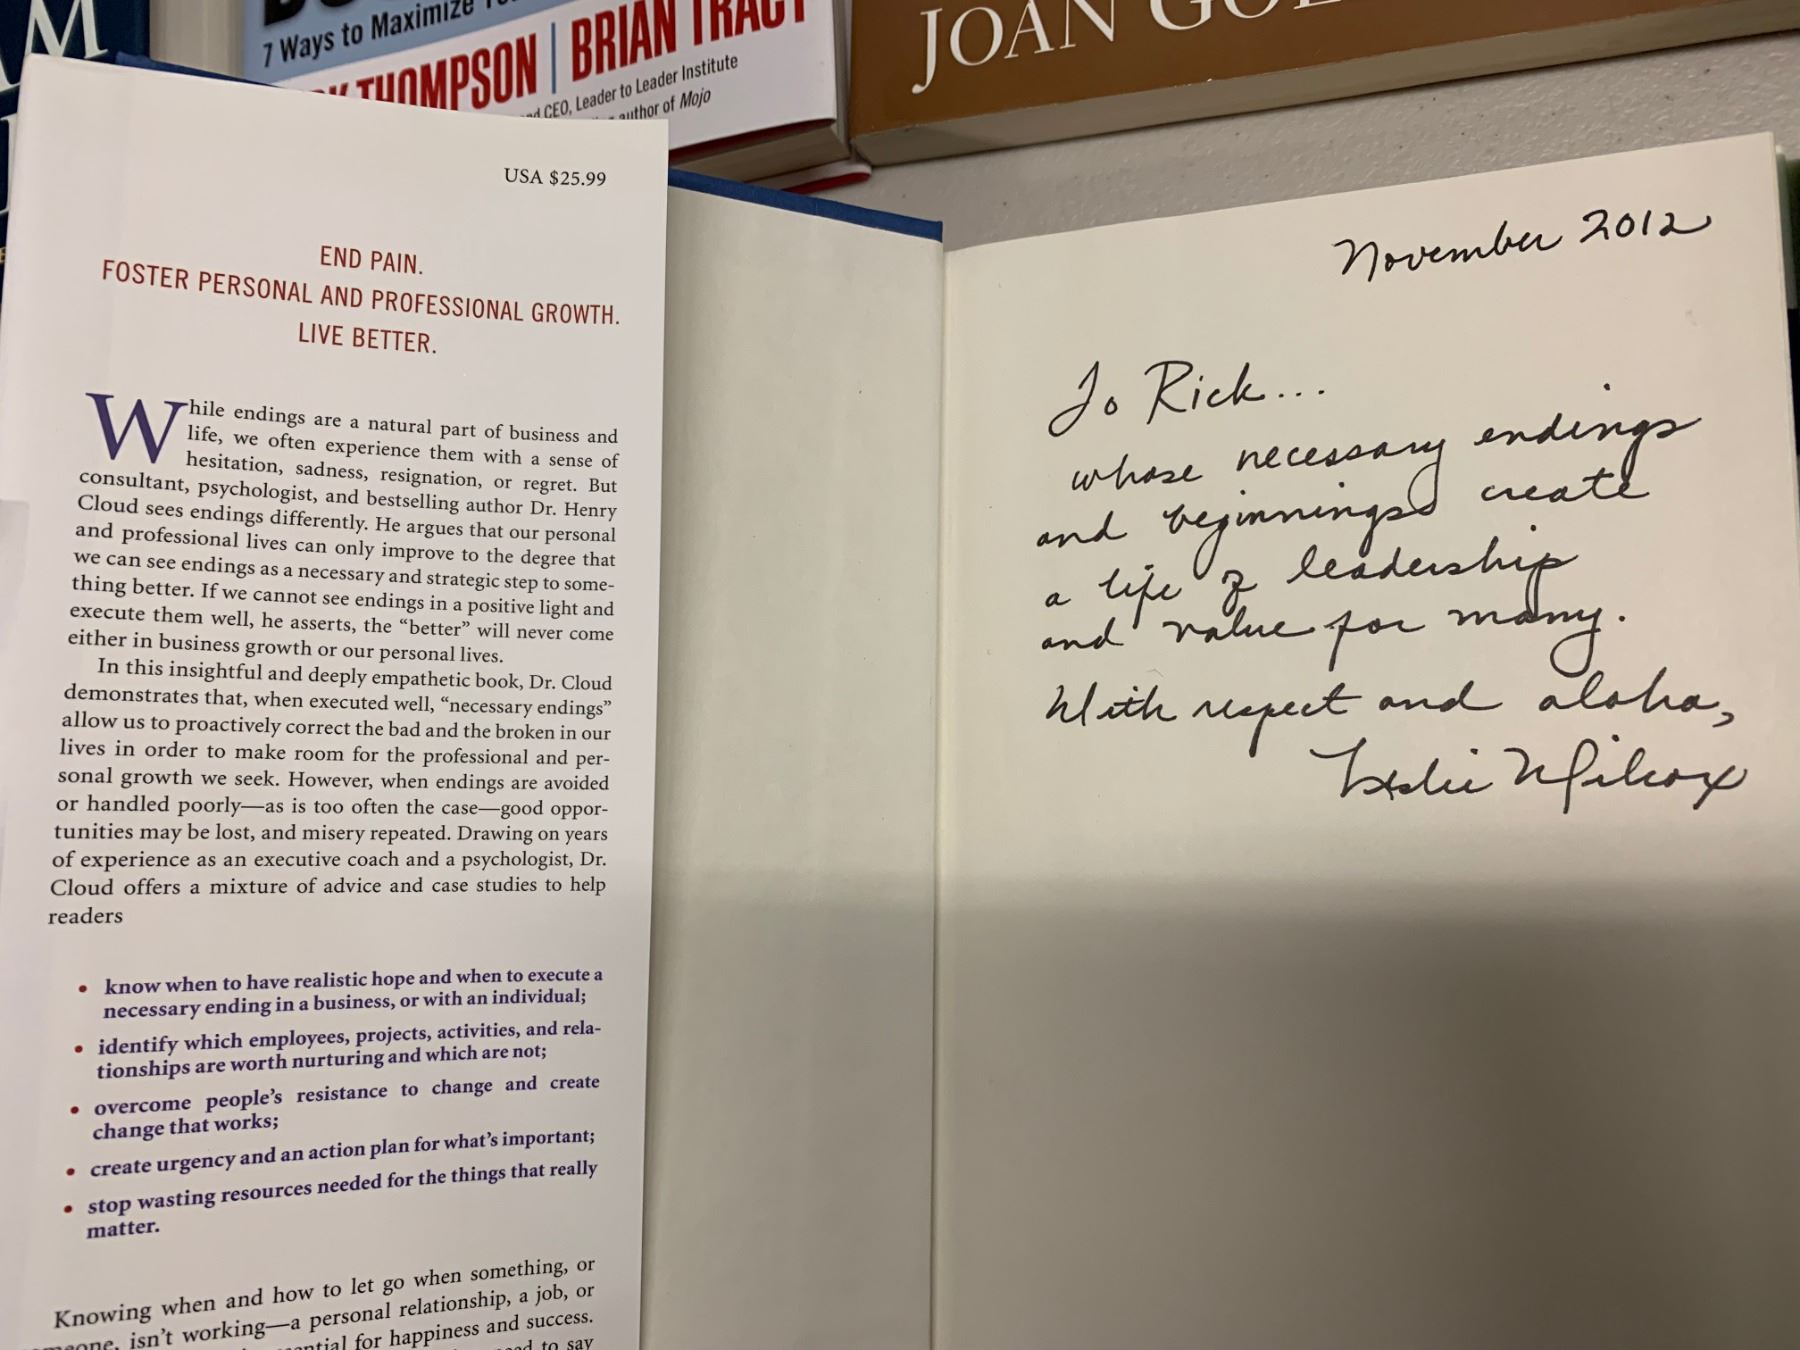 M
7 Ways to Maximize
THOMPSON | BRIAN TRACY
CEO, Leader to Leader Institute
author of Mojo
JOAN
USA $25.99
END PAIN.
FOSTER PERSONAL AND PROFESSIONAL GROWTH.
LIVE BETTER.
While endings are a natural part of business and
life, we often experience them with a sense of
hesitation, sadness, resignation, or regret. But
consultant, psychologist, and bestselling author Dr. Henry
Cloud sees endings differently. He argues that our personal
and professional lives can only improve to the degree that
we can see endings as a necessary and strategic step to some-
thing better. If we cannot see endings in a positive light and
execute them well, he asserts, the “better” will never come
either in business growth or our personal lives.
In this insightful and deeply empathetic book, Dr. Cloud
demonstrates that, when executed well, “necessary endings”
allow us to proactively correct the bad and the broken in our
lives in order to make room for the professional and per-
sonal growth we seek. However, when endings are avoided
or handled poorly—as is too often the case—good oppor-
tunities may be lost, and misery repeated. Drawing on years
of experience as an executive coach and a psychologist, Dr.
Cloud offers a mixture of advice and case studies to help
readers
• know when to have realistic hope and when to execute a
necessary ending in a business, or with an individual;
• identify which employees, projects, activities, and rela-
tionships are worth nurturing and which are not;
• overcome people’s resistance to change and create
change that works;
• create urgency and an action plan for what’s important;
• stop wasting resources needed for the things that really
matter.
Knowing when and how to let go when something, or
isn’t working—a personal relationship, a job, or
for happiness and success.
to say
November 2012
To Rick...
whose necessary endings
and beginnings create
a life of leadership
and value for many.
With respect and aloha,
Leslie Wilcox